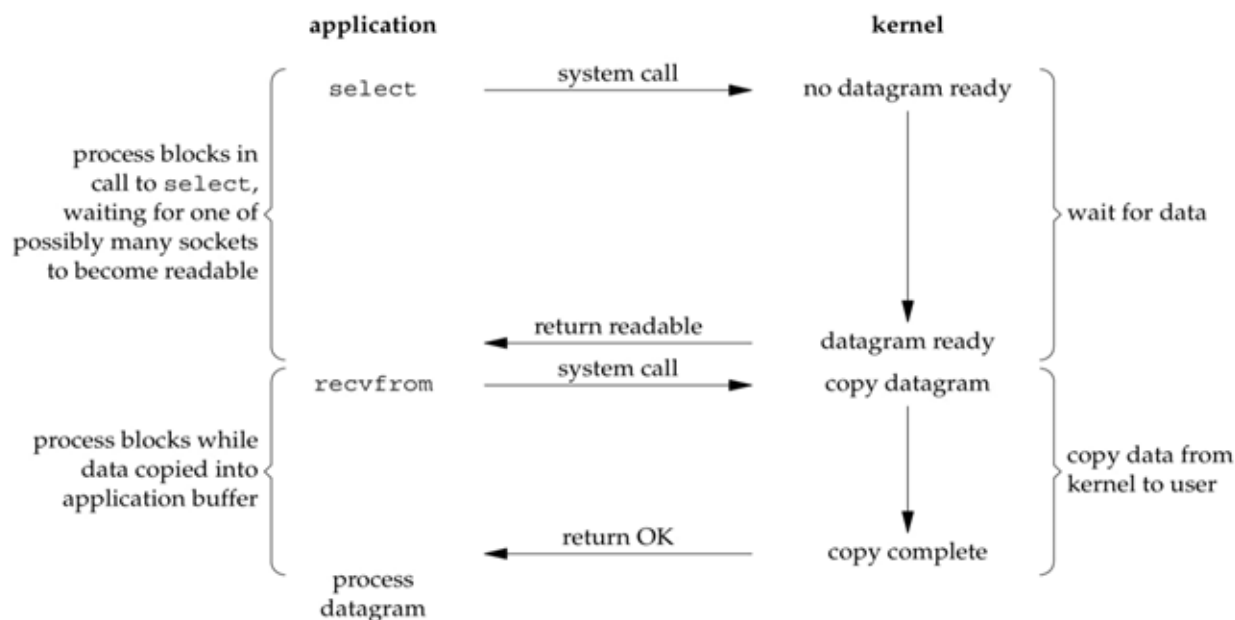 application
kernel
select
system call
no datagram ready
process blocks in
call to select,
waiting for one of
possibly many sockets
to become readable
wait for data
return readable
datagram ready
recvfrom
system call
copy datagram
process blocks while
data copied into
application buffer
copy data from
kernel to user
return OK
copy complete
process
datagram